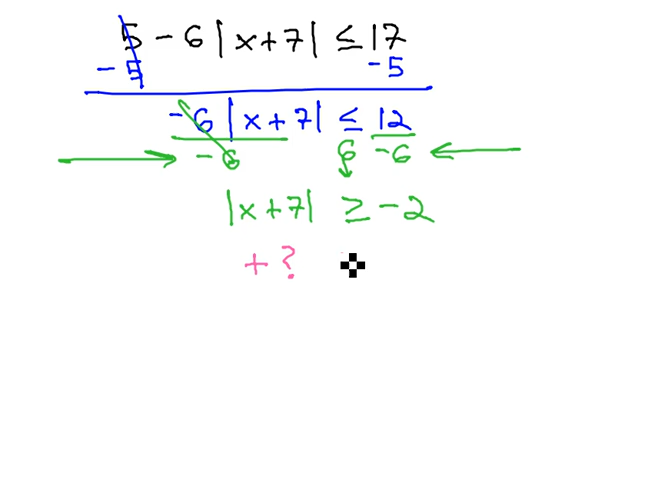 5 - 6|x+7| ≤ 17
- 5 -5
-6|x+7| ≤ 12
-6 -6
|x+7| ≥ -2
+ ?